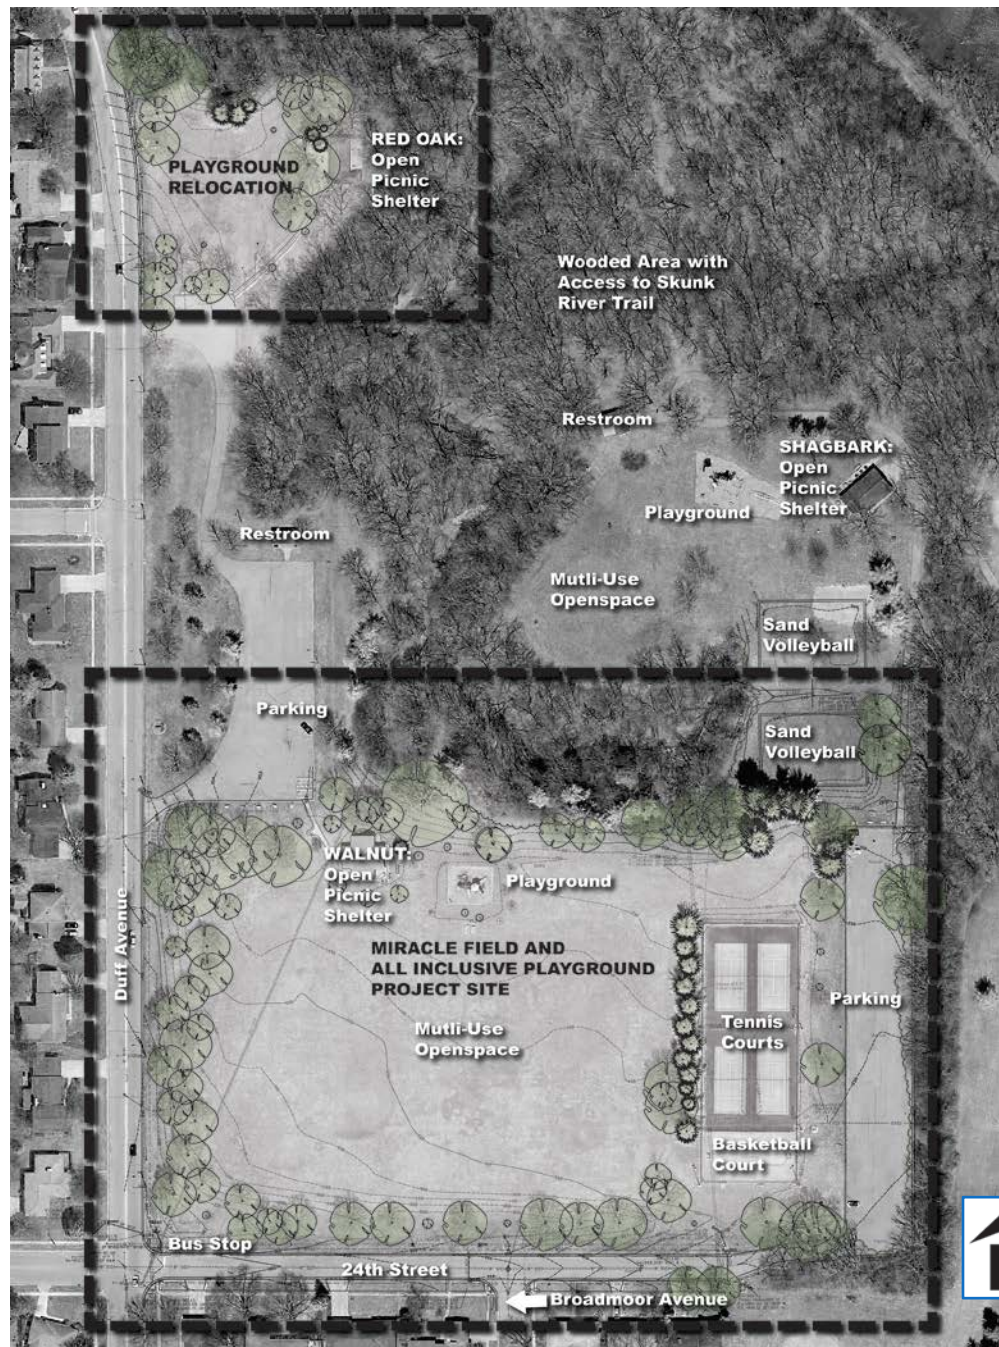 RED OAK:
Open
Picnic
Shelter
PLAYGROUND
RELOCATION
Wooded Area with
Access to Skunk
River Trail
Restroom
SHAGBARK:
Open
Picnic
Shelter
Playground
Restroom
Mutli-Use
Openspace
Sand
Volleyball
Parking
Sand
Volleyball
WALNUT:
Open
Picnic
Shelter
Playground
Duff Avenue
MIRACLE FIELD AND
ALL INCLUSIVE PLAYGROUND
PROJECT SITE
Parking
Tennis
Courts
Mutli-Use
Openspace
Basketball
Court
Bus Stop
24th Street
Broadmoor Avenue